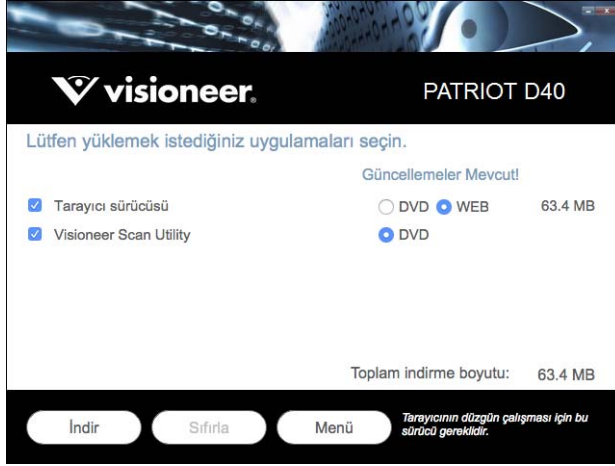 visioneer®
PATRIOT D40
Lütfen yüklemek istediğiniz uygulamaları seçin.
Güncellemeler Mevcut!
Tarayıcı sürücüsü DVD WEB 63.4 MB
Visioneer Scan Utility DVD
Toplam indirme boyutu: 63.4 MB
İndir Sıfırla Menü
Tarayıcının düzgün çalışması için bu
sürücü gereklidir.